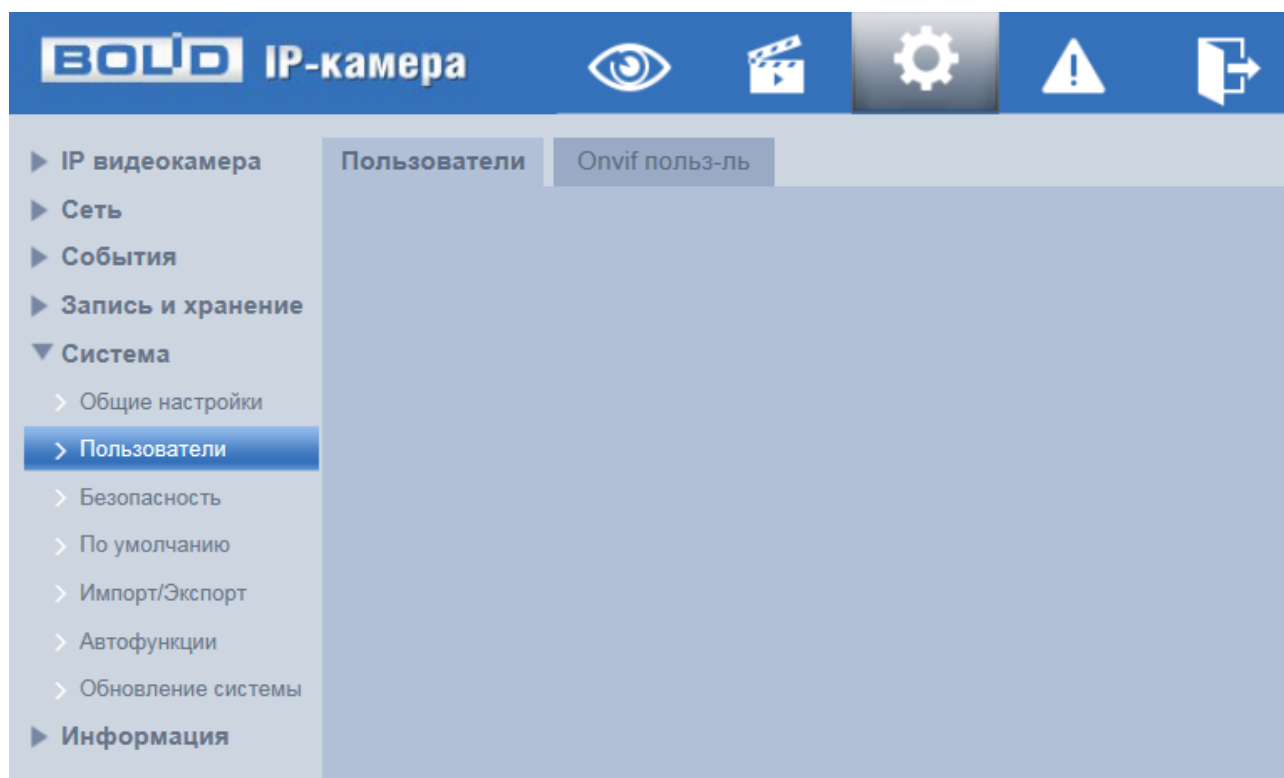 BOLID IP-камера
IP видеокамера
Пользователи
Onvif польз-ль
Сеть
События
Запись и хранение
Система
Общие настройки
Пользователи
Безопасность
По умолчанию
Импорт/Экспорт
Автофункции
Обновление системы
Информация